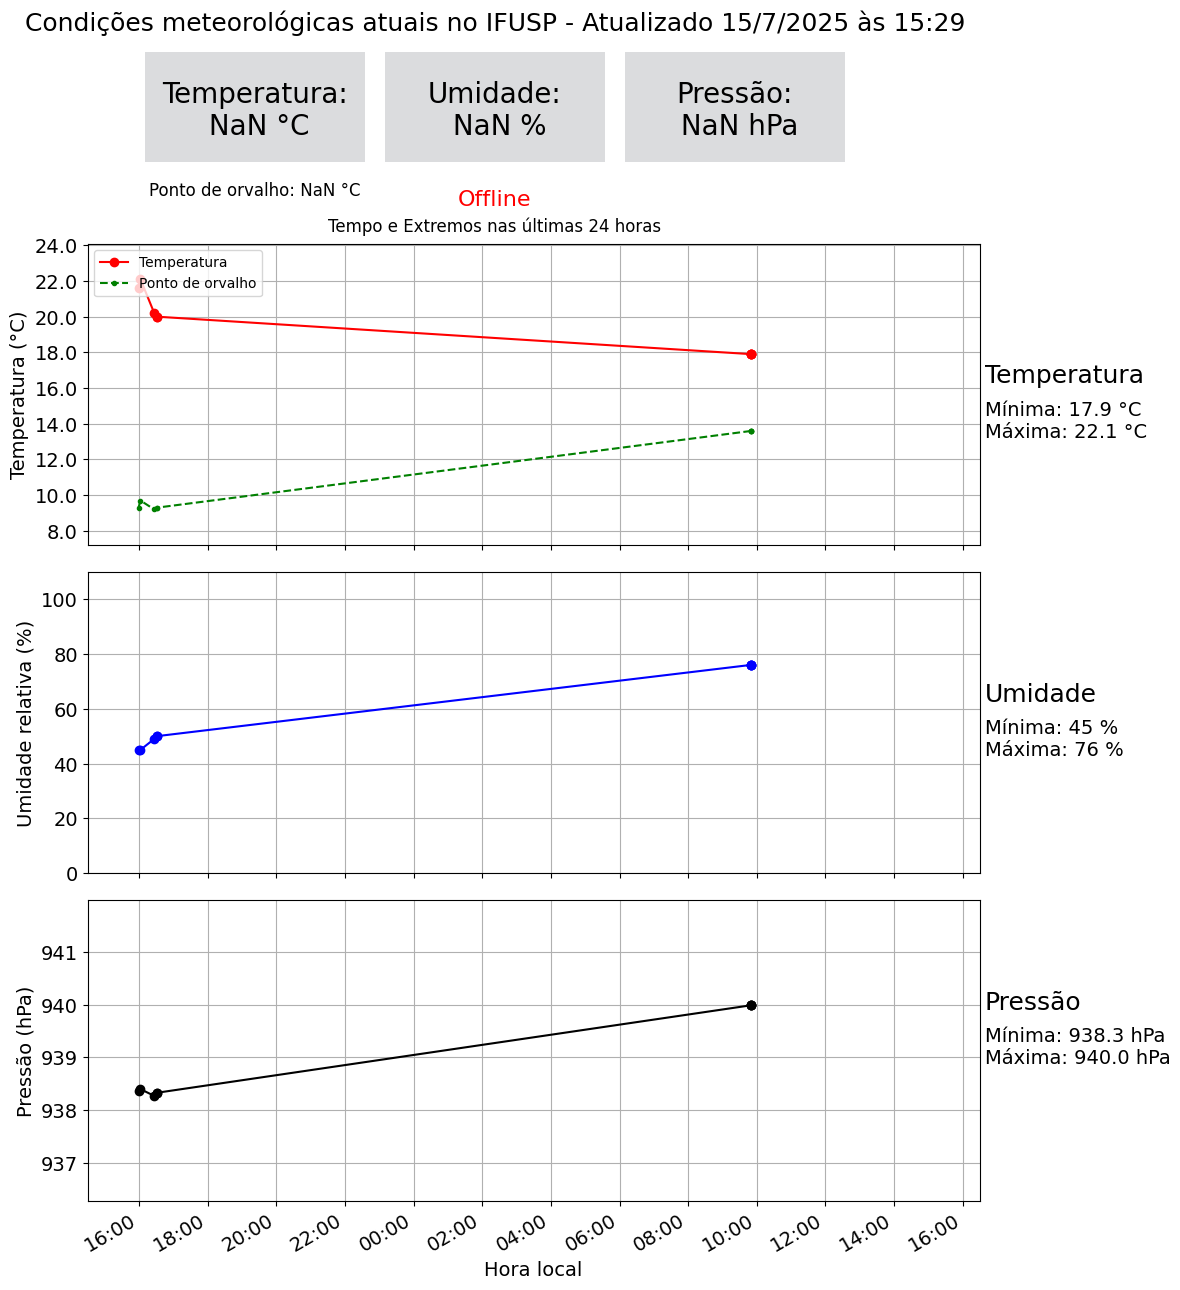 Condições meteorológicas atuais no IFUSP - Atualizado 15/7/2025 às 15:29
Temperatura:
NaN °C
Umidade:
NaN %
Pressão:
NaN hPa
Ponto de orvalho: NaN °C
Offline
Tempo e Extremos nas últimas 24 horas
Temperatura
Ponto de orvalho
24.0
22.0
20.0
18.0
16.0
14.0
12.0
10.0
8.0
Temperatura (°C)
Temperatura
Mínima: 17.9 °C
Máxima: 22.1 °C
100
80
60
40
20
0
Umidade relativa (%)
Umidade
Mínima: 45 %
Máxima: 76 %
941
940
939
938
937
Pressão (hPa)
Pressão
Mínima: 938.3 hPa
Máxima: 940.0 hPa
16:00 18:00 20:00 22:00 00:00 02:00 04:00 06:00 08:00 10:00 12:00 14:00 16:00
Hora local